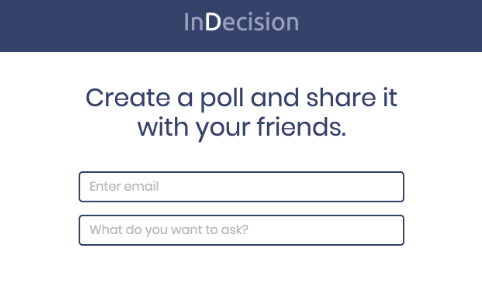 InDecision
Create a poll and share it
with your friends.
Enter email
What do you want to ask?